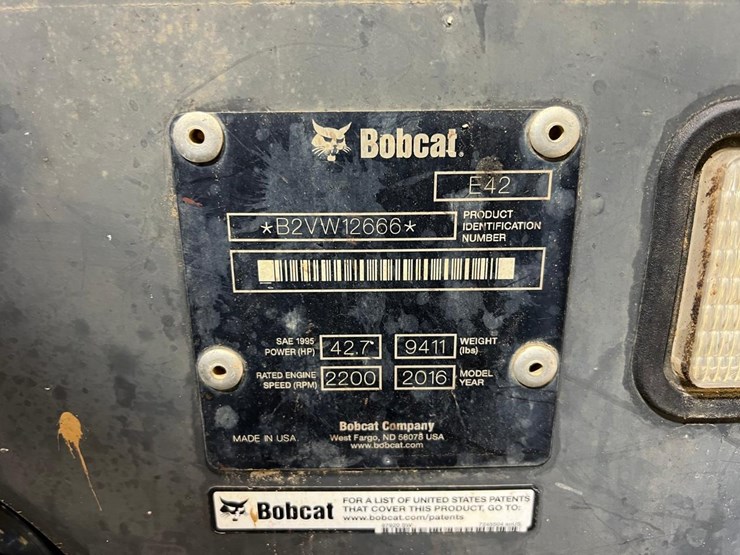 Bobcat.
E42
*B2VW12666*
PRODUCT
IDENTIFICATION
NUMBER
SAE 1995
POWER (HP)
42.7
9411
WEIGHT
(lbs)
RATED ENGINE
SPEED (RPM)
2200
2016
MODEL
YEAR
Bobcat Company
MADE IN USA
West Fargo, ND 58078 USA
www.bobcat.com
Bobcat
FOR A LIST OF UNITED STATES PATENTS
THAT COVER THIS PRODUCT, GO TO:
www.bobcat.com/patents